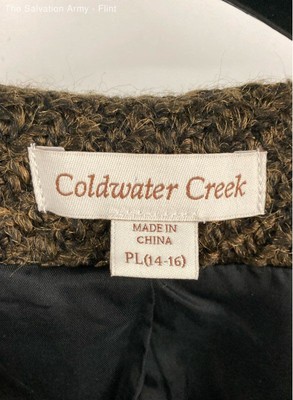 The Salvation Army - Flint
Coldwater Creek
MADE IN
CHINA
PL(14-16)